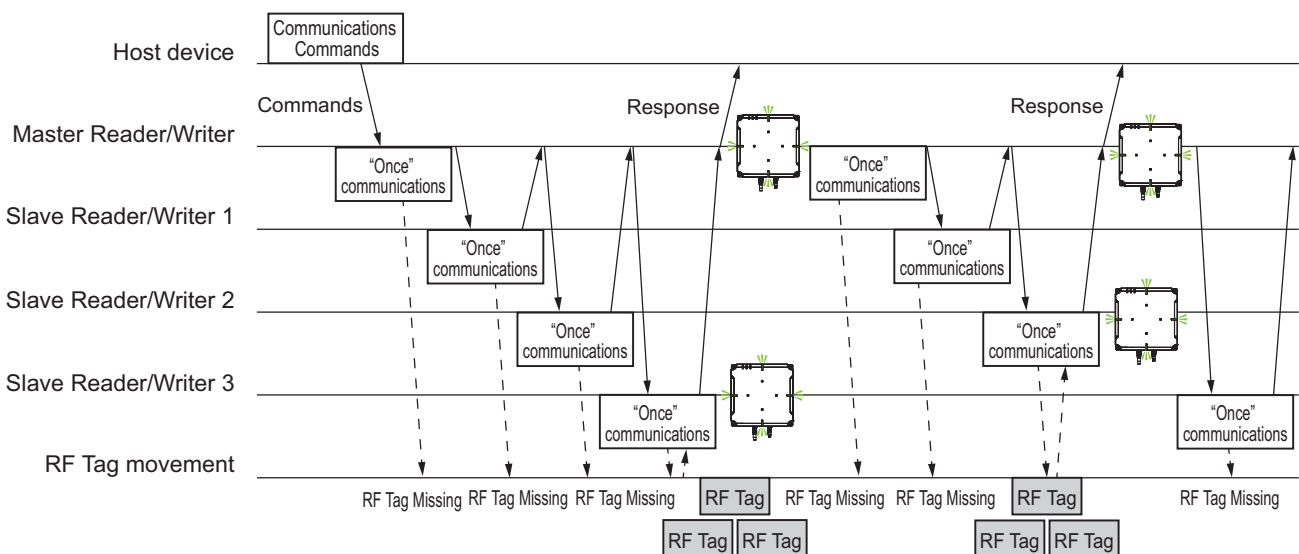 Communications
Commands
Host device
Commands
Response
Response
Master Reader/Writer
“Once”
communications
“Once”
communications
Slave Reader/Writer 1
“Once”
communications
“Once”
communications
Slave Reader/Writer 2
“Once”
communications
“Once”
communications
Slave Reader/Writer 3
“Once”
communications
“Once”
communications
RF Tag movement
RF Tag Missing
RF Tag Missing
RF Tag Missing
RF Tag
RF Tag Missing
RF Tag Missing
RF Tag
RF Tag Missing
RF Tag
RF Tag
RF Tag
RF Tag